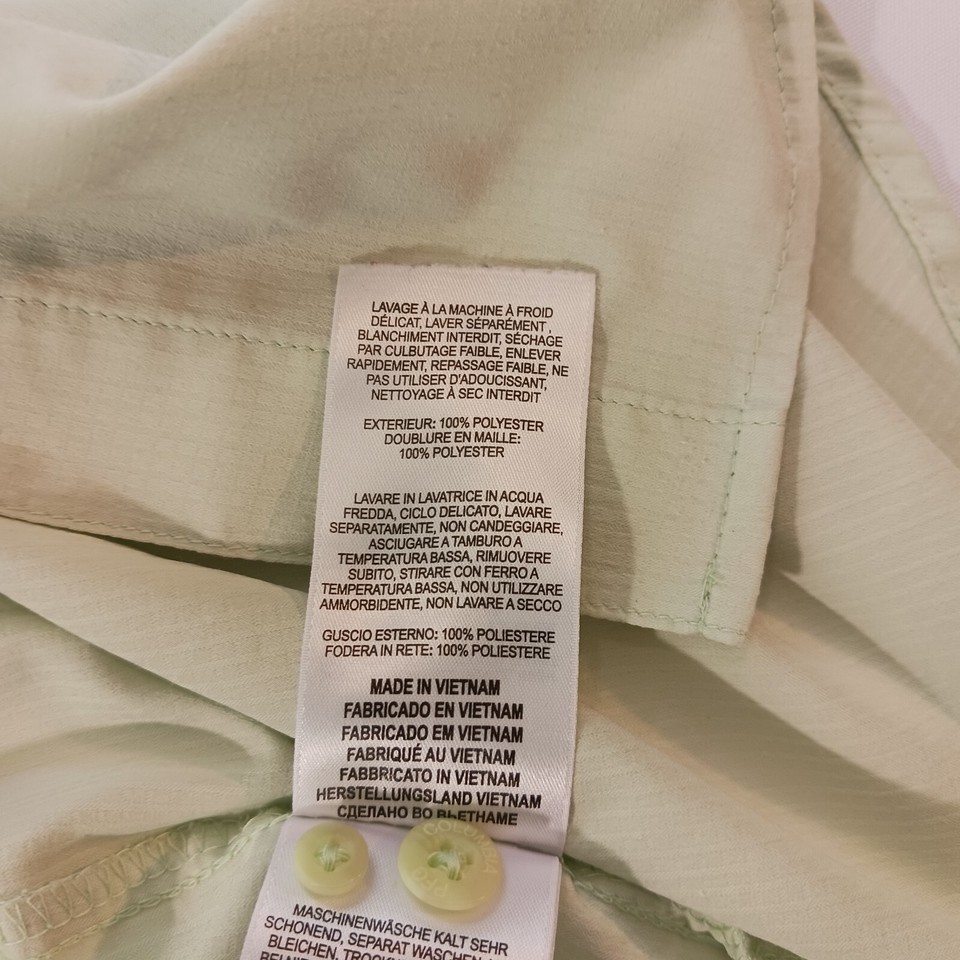 LAVAGE À LA MACHINE À FROID
DÉLICAT, LAVER SÉPARÉMENT,
BLANCHIMENT INTERDIT, SÉCHAGE
PAR CULBUTAGE FAIBLE, ENLEVER
RAPIDEMENT, REPASSAGE FAIBLE, NE
PAS UTILISER D'ADOUCISSANT,
NETTOYAGE À SEC INTERDIT
EXTERIEUR: 100% POLYESTER
DOUBLURE EN MAILLE:
100% POLYESTER
LAVARE IN LAVATRICE IN ACQUA
FREDDA, CICLO DELICATO, LAVARE
SEPARATAMENTE, NON CANDEGGIARE,
ASCIUGARE A TAMBURO A
TEMPERATURA BASSA, RIMUOVERE
SUBITO, STIRARE CON FERRO A
TEMPERATURA BASSA, NON UTILIZZARE
AMMORBIDENTE, NON LAVARE A SECCO
GUSCIO ESTERNO: 100% POLIESTERE
FODERA IN RETE: 100% POLIESTERE
MADE IN VIETNAM
FABRICADO EN VIETNAM
FABRICADO EM VIETNAM
FABRIQUÉ AU VIETNAM
FABBRICATO IN VIETNAM
HERSTELLUNGSLAND VIETNAM
СДЕЛАНО ВО ВЬЕТНАМЕ
COLUMBIA
PFG
MASCHINENWÄSCHE KALT SEHR
SCHONEND, SEPARAT WASCHEN,
BLEICHEN,